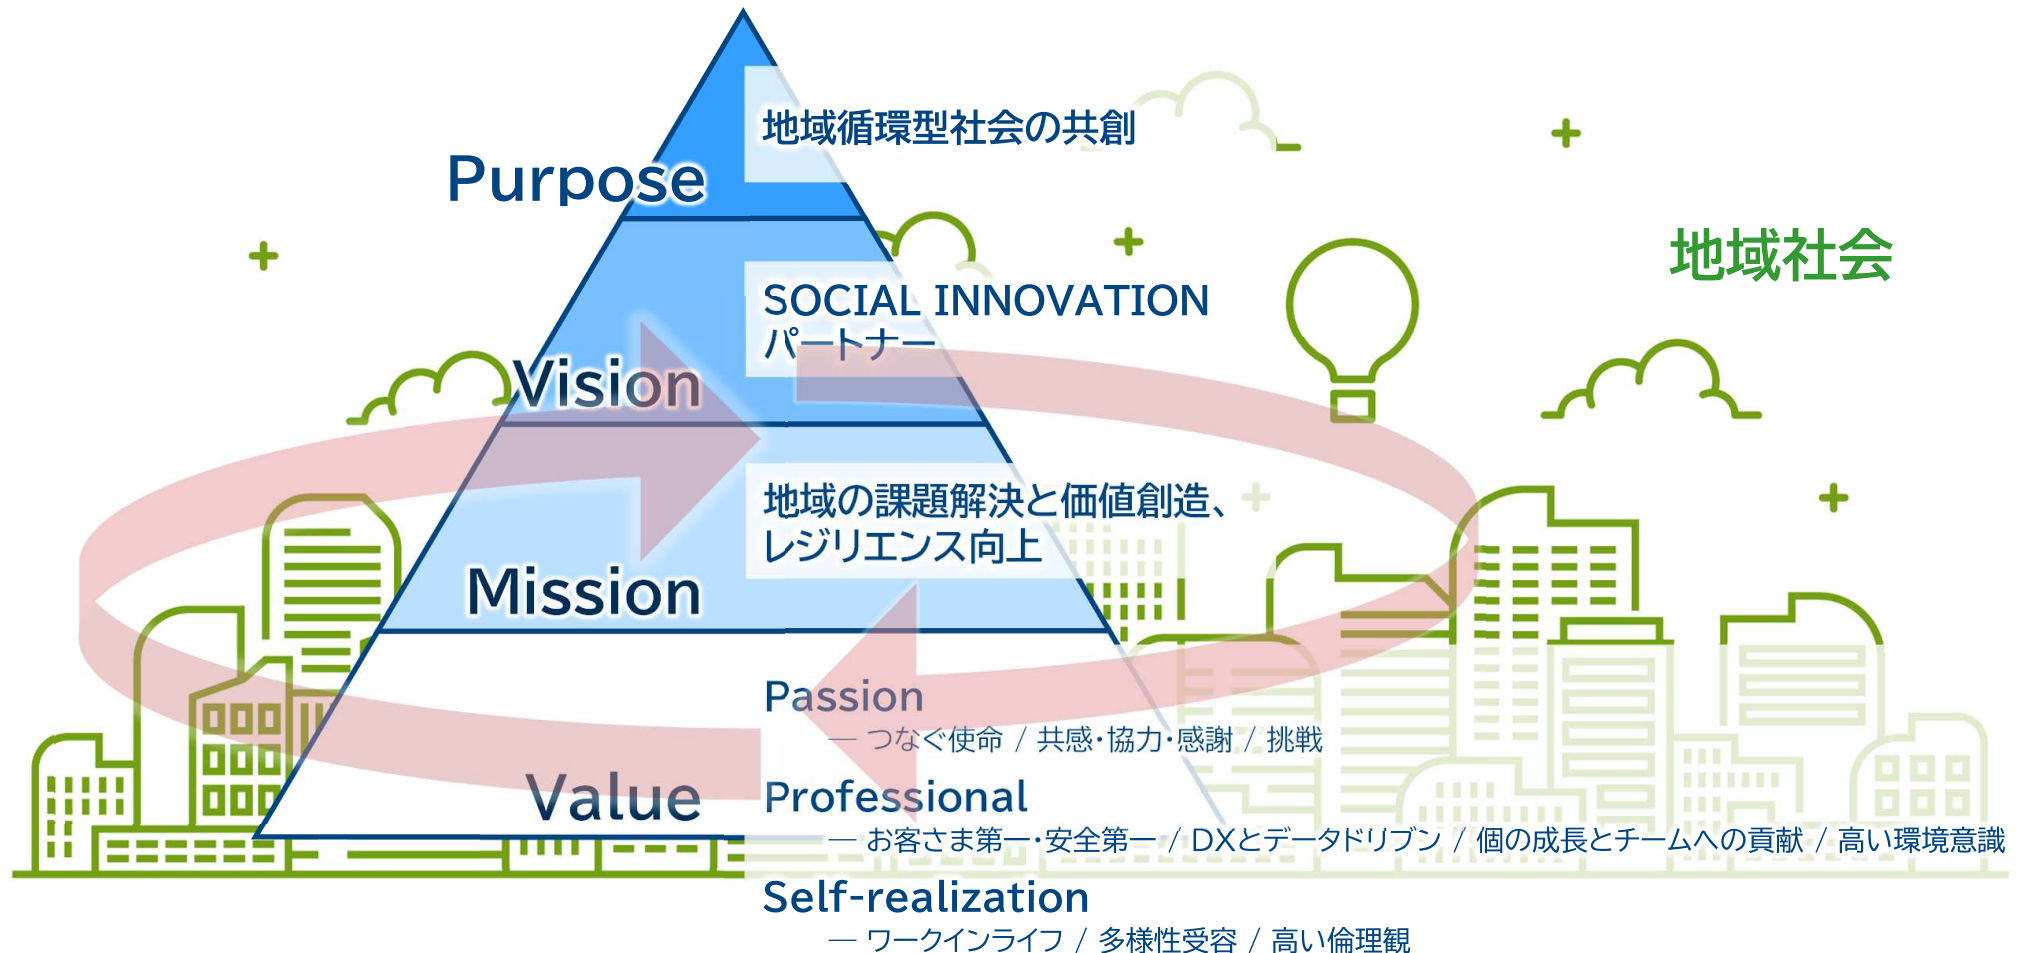 Purpose
地域循環型社会の共創
地域社会
Vision
SOCIAL INNOVATION
パートナー
Mission
地域の課題解決と価値創造、
レジリエンス向上
Value
Passion
― つなぐ使命 / 共感・協力・感謝 / 挑戦
Professional
― お客さま第一・安全第一 / DXとデータドリブン / 個の成長とチームへの貢献 / 高い環境意識
Self-realization
― ワークインライフ / 多様性受容 / 高い倫理観